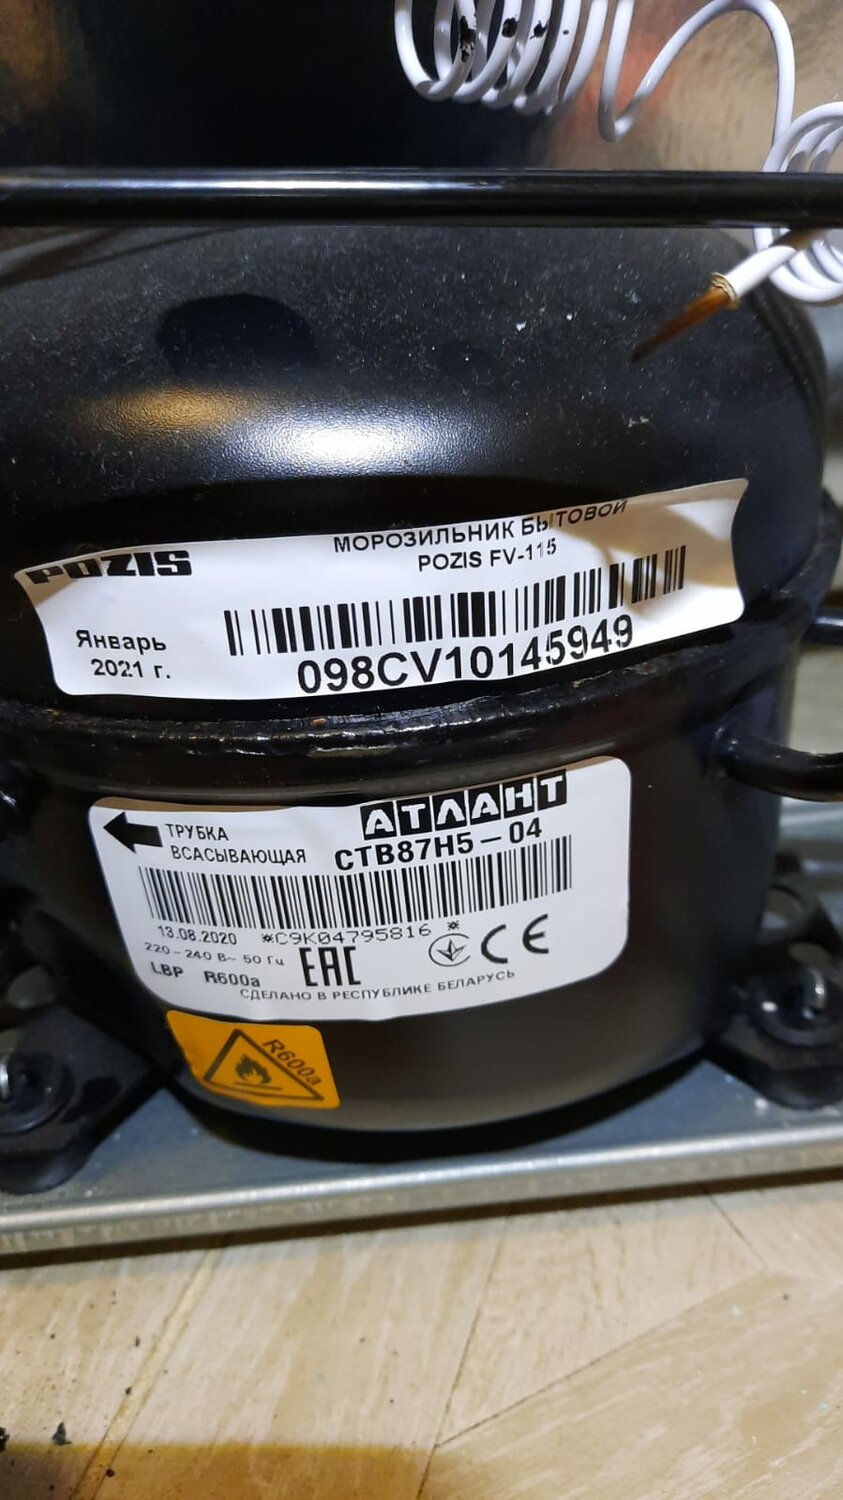 POZIS
МОРОЗИЛЬНИК БЫТОВОЙ
POZIS FV-115
Январь
2021 г.
098CV10145949
АТЛАНТ
ТРУБКА
ВСАСЫВАЮЩАЯ
СТВ87Н5-04
13.08.2020 *C9K04795816*
220-240 В~ 50 Гц
LBP R600a
EAC
CE
СДЕЛАНО В РЕСПУБЛИКЕ БЕЛАРУСЬ
R600a